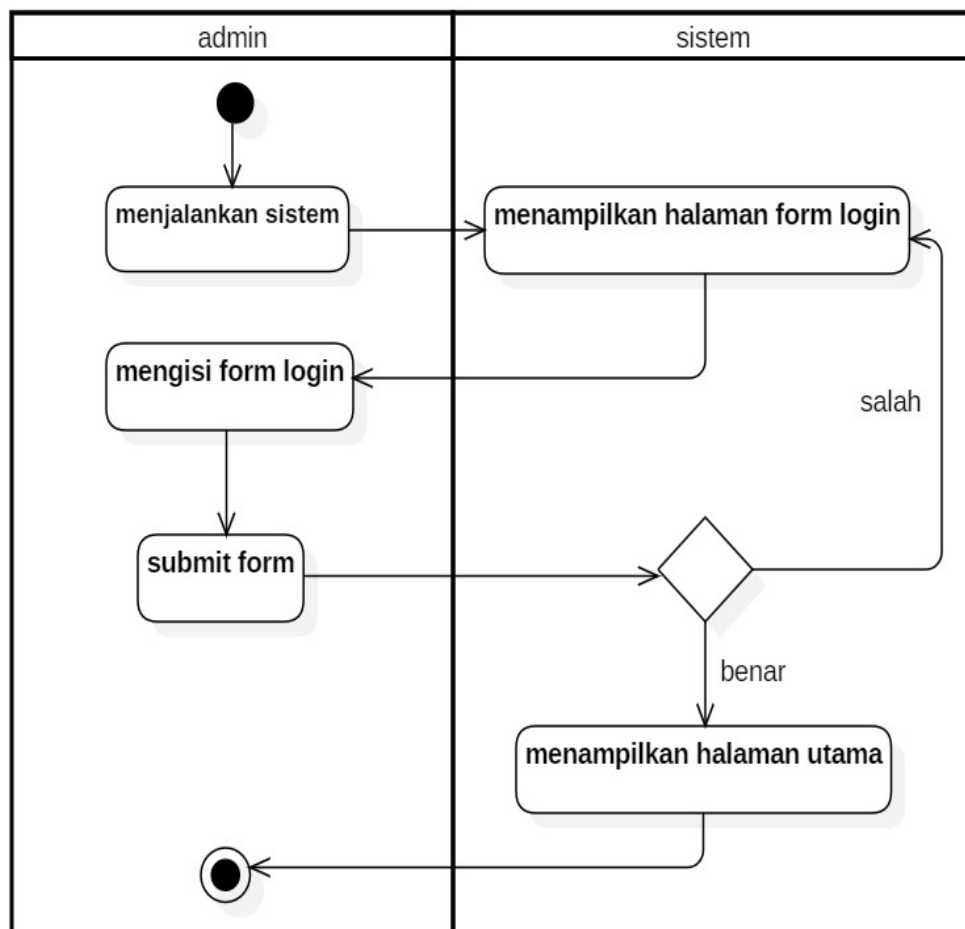 admin
sistem
menjalankan sistem
menampilkan halaman form login
mengisi form login
salah
submit form
benar
menampilkan halaman utama